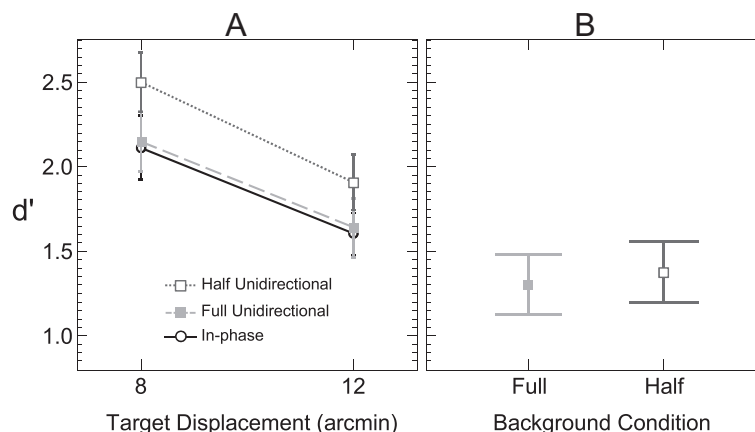 A
B
2.5
2.0
1.5
1.0
d'
Half Unidirectional
Full Unidirectional
In-phase
8
12
Full
Half
Target Displacement (arcmin)
Background Condition